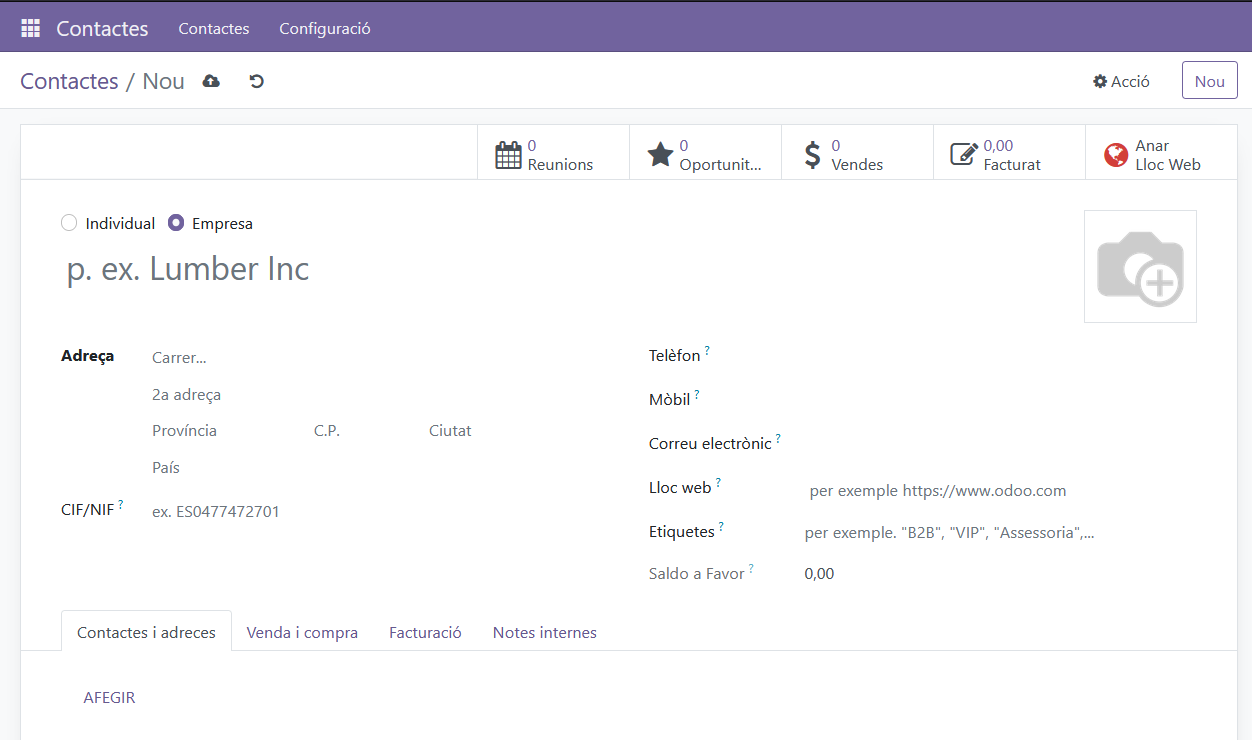 Contactes Contactes Configuració
Contactes / Nou Acció Nou
0 Reunions
0 Oportunit...
0 Vendes
0,00 Facturat
Anar Lloc Web
Individual Empresa
p. ex. Lumber Inc
Adreça Carrer...
2a adreça
Província C.P. Ciutat
País
CIF/NIF ? ex. ES0477472701
Telèfon ?
Mòbil ?
Correu electrònic ?
Lloc web ? per exemple https://www.odoo.com
Etiquetes ? per exemple. "B2B", "VIP", "Assessoria",...
Saldo a Favor ? 0,00
Contactes i adreces Venda i compra Facturació Notes internes
AFEGIR